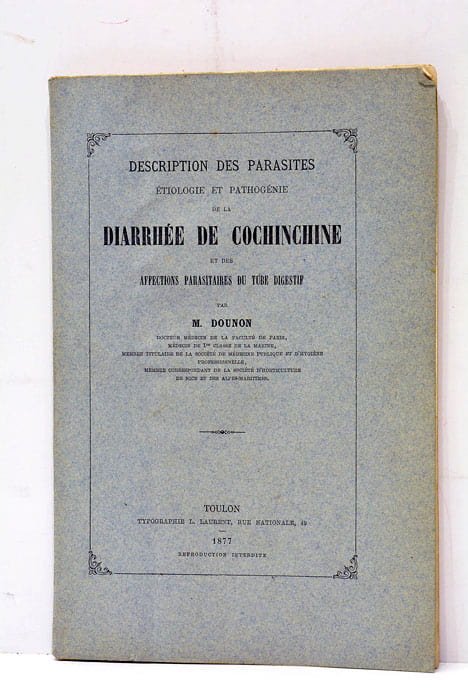 DESCRIPTION DES PARASITES
ÉTIOLOGIE ET PATHOGÉNIE
DE LA
DIARRHÉE DE COCHINCHINE
ET DES
AFFECTIONS PARASITAIRES DU TUBE DIGESTIF
PAR
M. DOUNON
DOCTEUR MÉDECIN DE LA FACULTÉ DE PARIS,
MÉDECIN DE 1re CLASSE DE LA MARINE,
MEMBRE TITULAIRE DE LA SOCIÉTÉ DE MÉDECINE PUBLIQUE ET D'HYGIÈNE
PROFESSIONNELLE,
MEMBRE CORRESPONDANT DE LA SOCIÉTÉ D'HORTICULTURE
DE NICE ET DES ALPES-MARITIMES.
TOULON
TYPOGRAPHIE L. LAURENT, RUE NATIONALE, 49
1877
REPRODUCTION INTERDITE